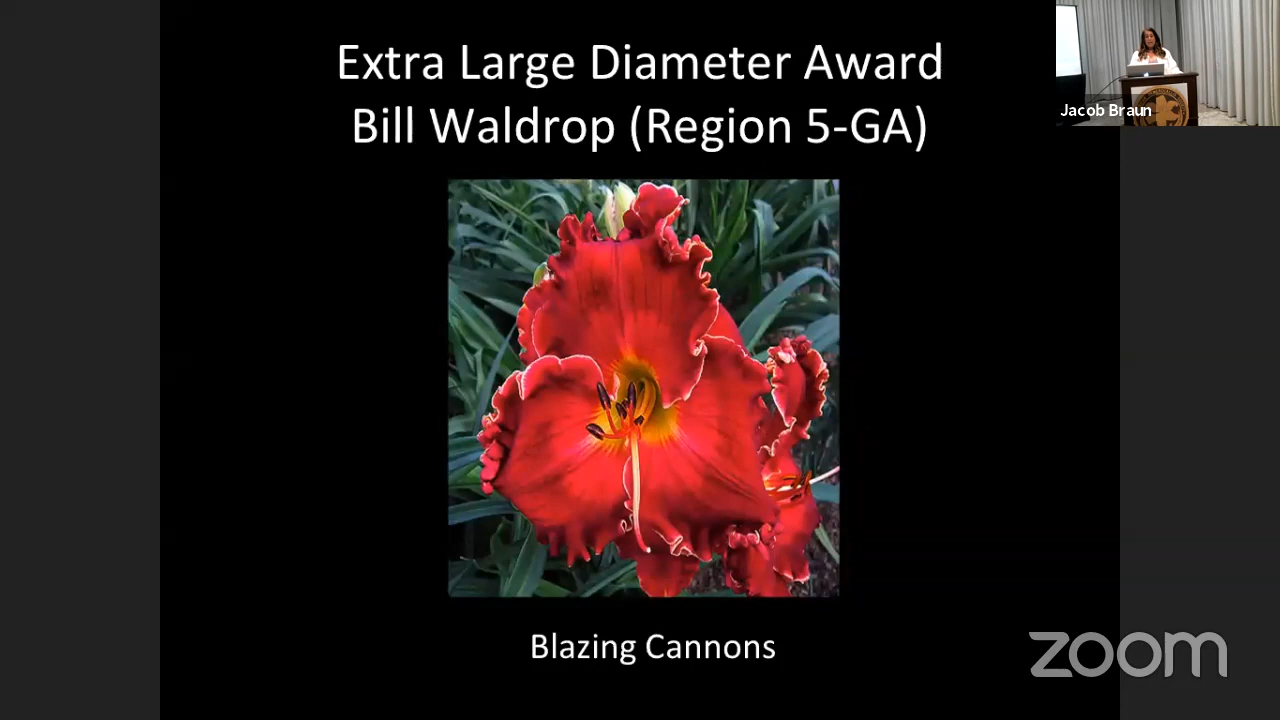 Extra Large Diameter Award
Bill Waldrop (Region 5-GA)
Jacob Braun
Blazing Cannons
zoom